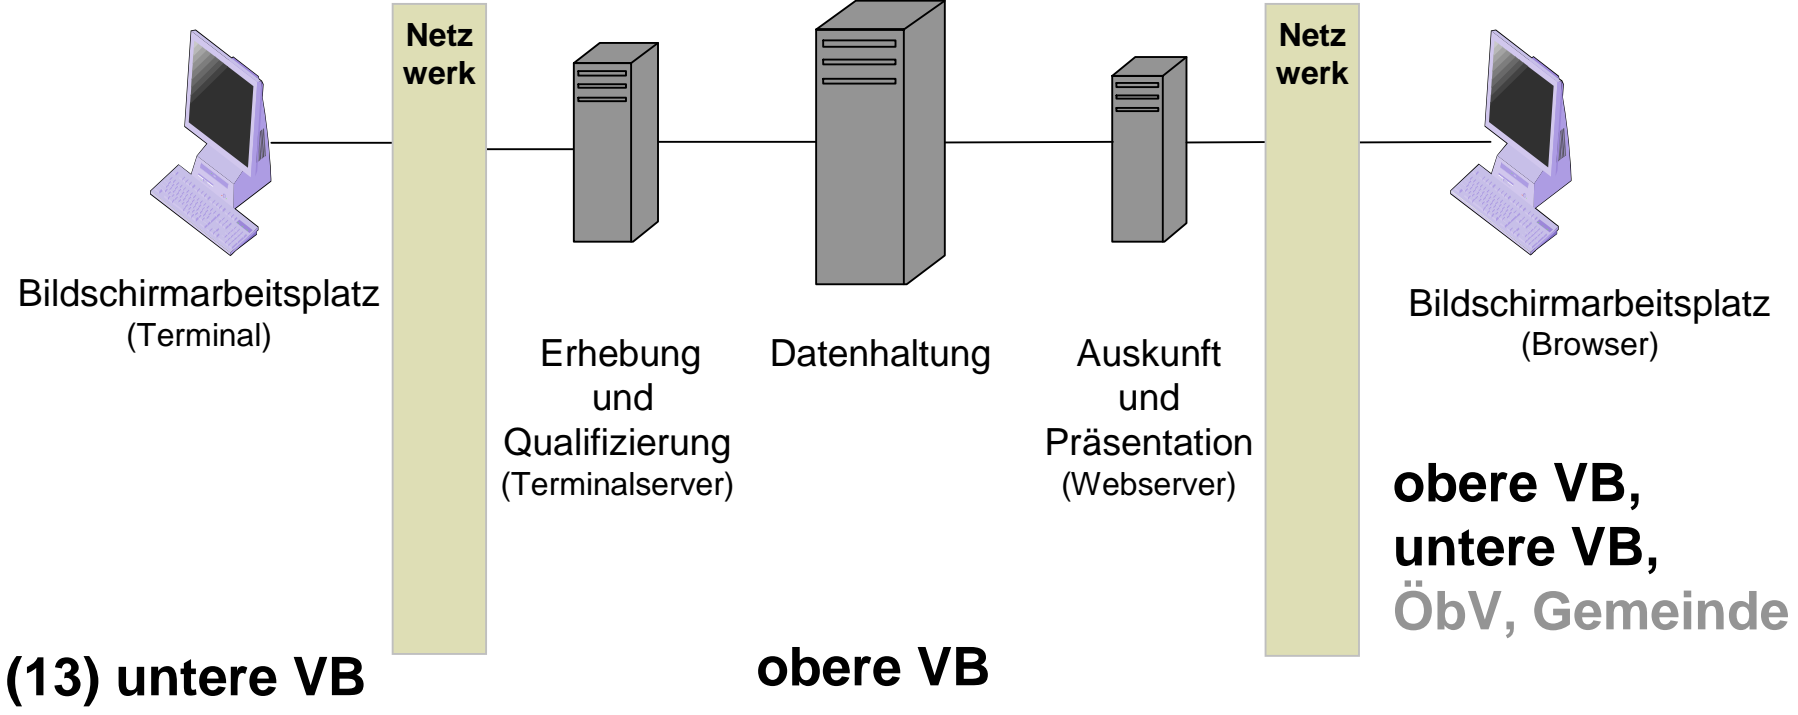 Netz
werk
Netz
werk
Bildschirmarbeitsplatz
(Terminal)
Erhebung
und
Qualifizierung
(Terminalserver)
Datenhaltung
Auskunft
und
Präsentation
(Webserver)
Bildschirmarbeitsplatz
(Browser)
obere VB,
untere VB,
ÖbV, Gemeinde
(13) untere VB
obere VB